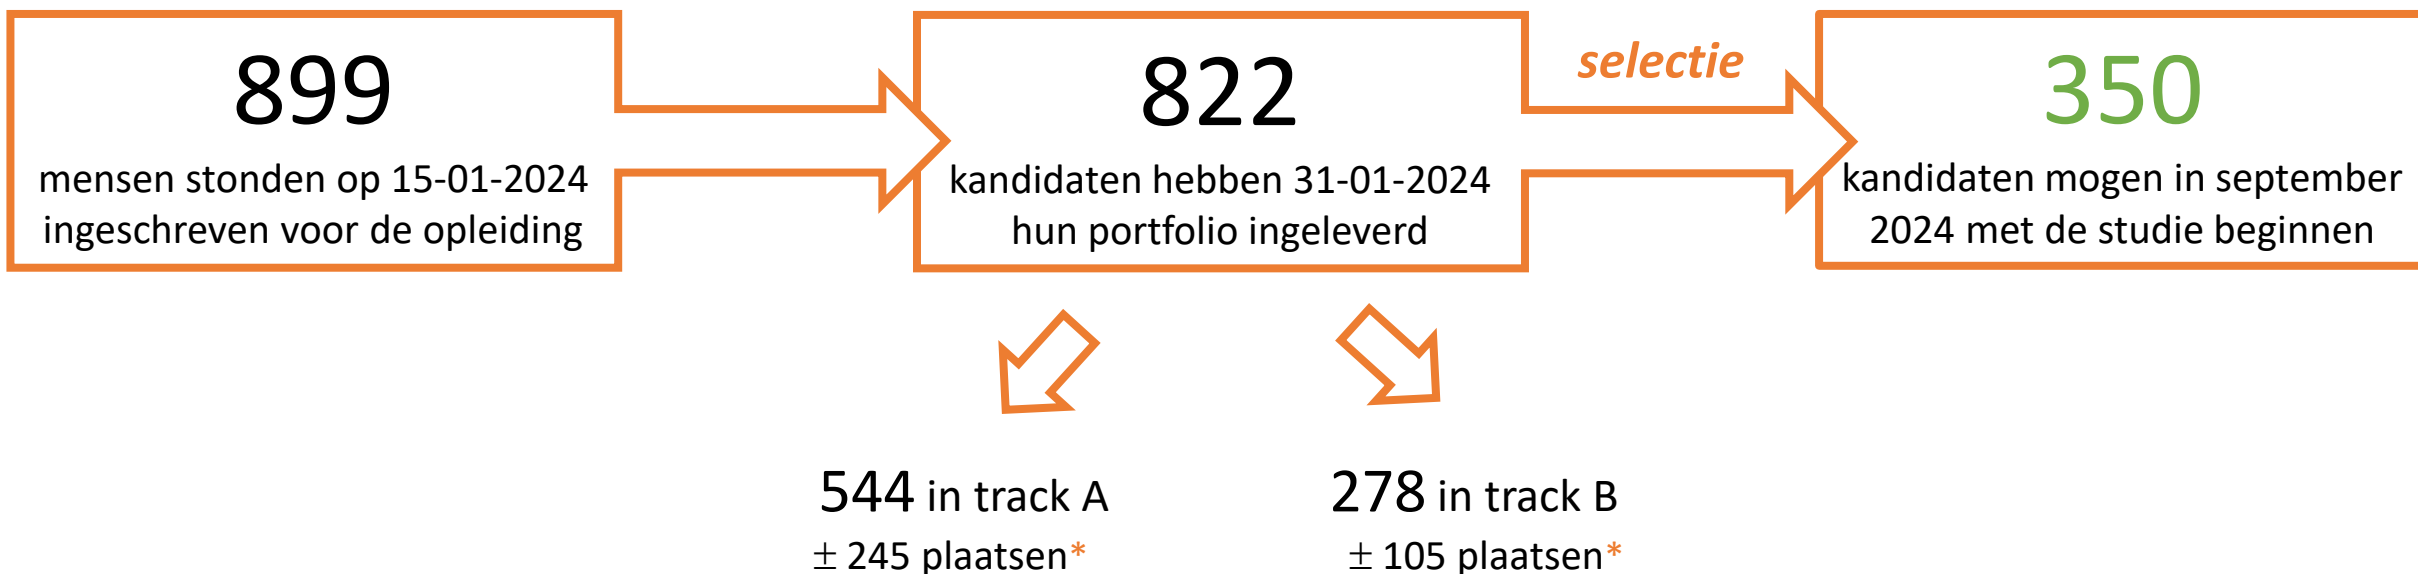 899
mensen stonden op 15-01-2024
ingeschreven voor de opleiding
822
kandidaten hebben 31-01-2024
hun portfolio ingeleverd
selectie
350
kandidaten mogen in september
2024 met de studie beginnen
544 in track A
± 245 plaatsen*
278 in track B
± 105 plaatsen*